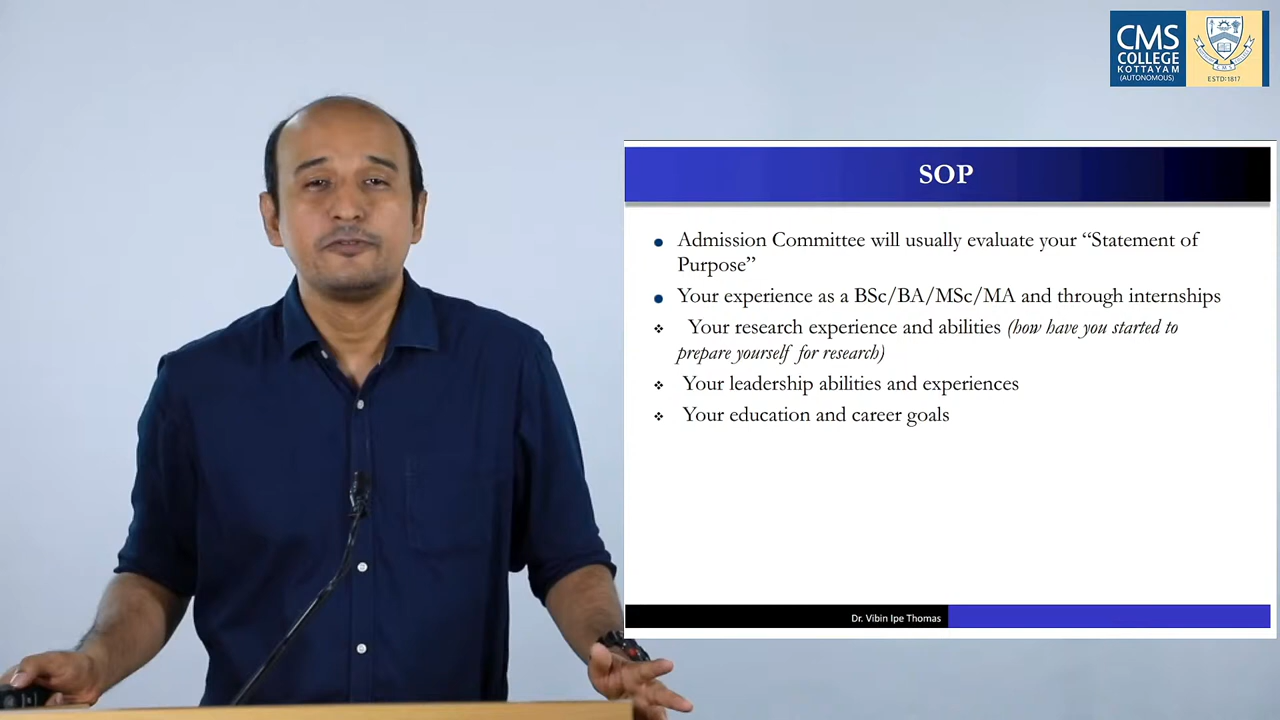 CMS
COLLEGE
KOTTAYAM
(AUTONOMOUS)
ESTD:1817
SOP
Admission Committee will usually evaluate your “Statement of
Purpose”
Your experience as a BSc/BA/MSc/MA and through internships
Your research experience and abilities (how have you started to
prepare yourself for research)
Your leadership abilities and experiences
Your education and career goals
Dr. Vibin Ipe Thomas